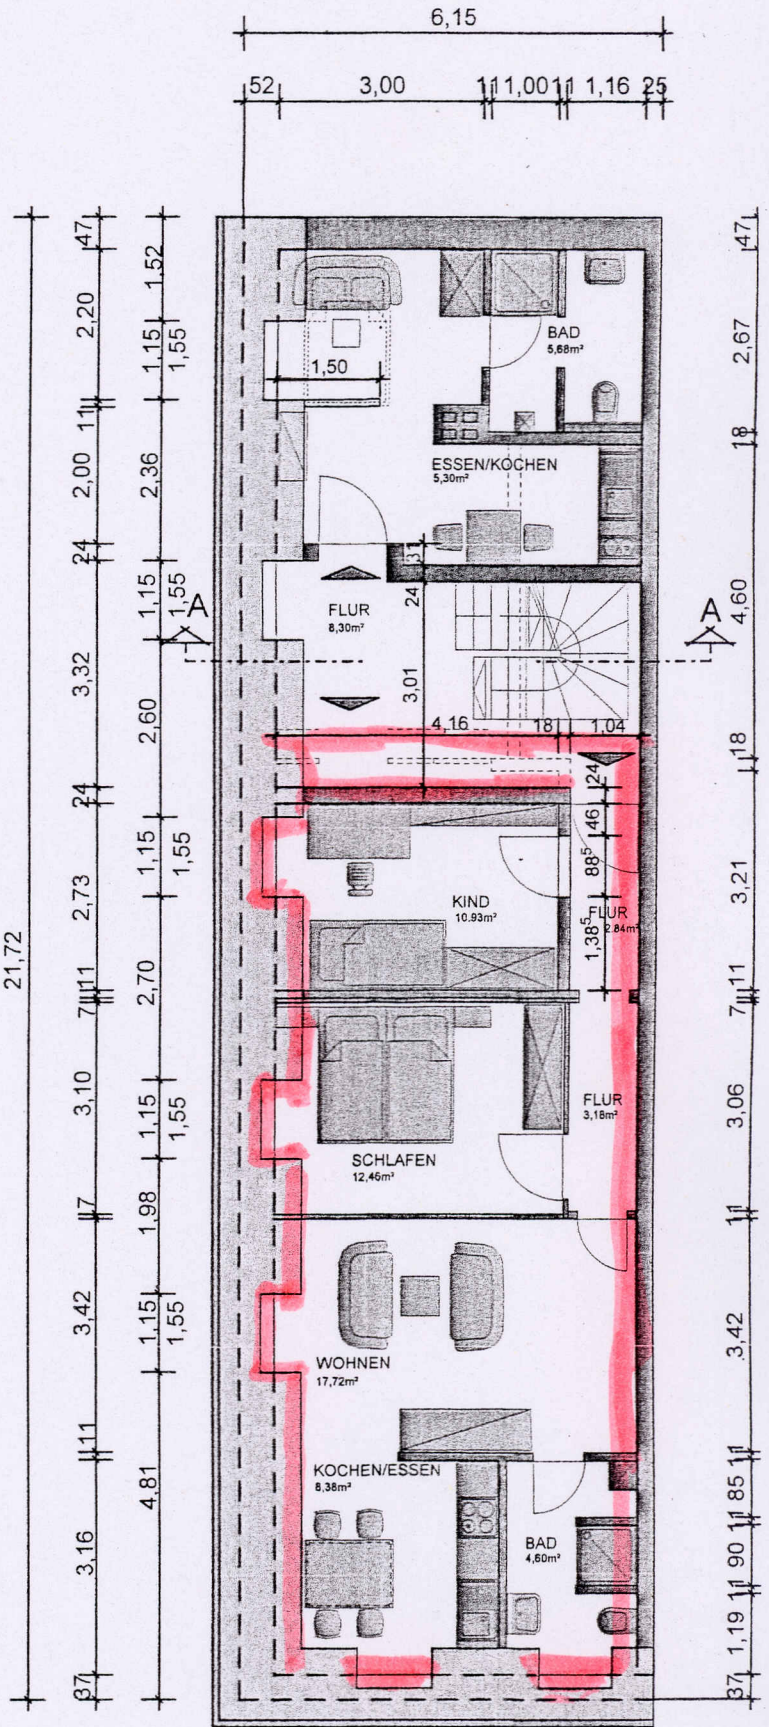 6,15
52 3,00 11 1,00 11 1,16 25
47
2,20
11
2,00
24
3,32
24
2,73
11
7
3,10
7
3,42
11
3,16
37
21,72
1,52
1,15
1,55
2,36
1,15
1,55
2,60
1,15
1,55
2,70
1,15
1,55
1,98
1,15
1,55
4,81
BAD
5,68m²
1,50
ESSEN/KOCHEN
5,30m²
31
24
3,01
FLUR
8,30m²
A
A
4,16 18 1,04
24
46
88⁵
1,38⁵
KIND
10.93m²
FLUR
2.84m²
FLUR
3,18m²
SCHLAFEN
12,46m²
WOHNEN
17,72m²
KOCHEN/ESSEN
8,38m²
BAD
4,60m²
47
2,67
18
4,60
18
3,21
11
7
3,06
11
3,42
11
85
11
90
11
1,19
37